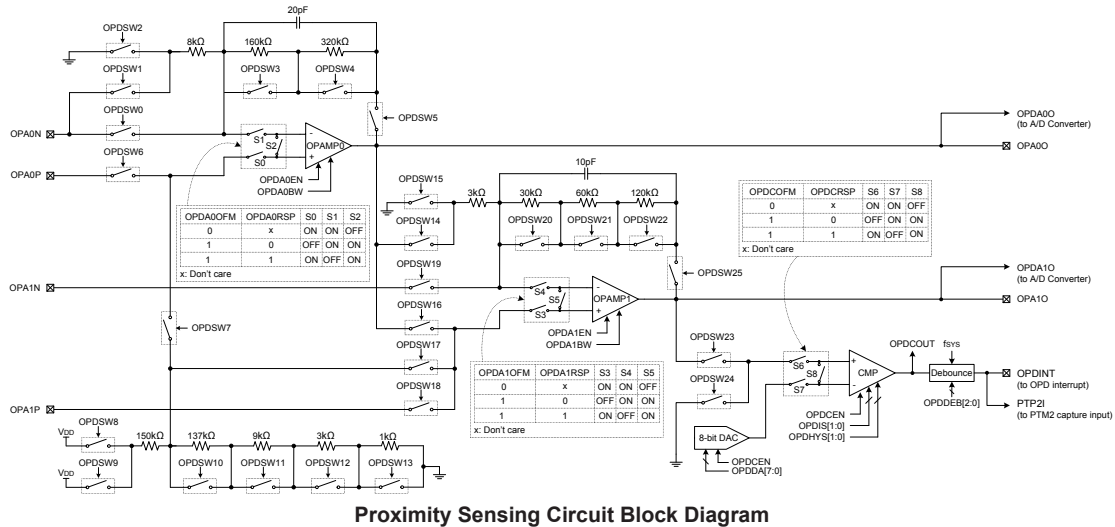 20pF
OPDSW2
8kΩ
160kΩ
320kΩ
OPDSW1
OPDSW3
OPDSW4
OPDSW0
OPDSW5
OPA0N
OPDSW6
S1
S2
S0
-
+
OPAMP0
OPDA0O
(to A/D Converter)
OPA0O
OPA0P
OPDA0EN
OPDA0BW
10pF
OPDSW15
3kΩ
30kΩ
60kΩ
120kΩ
OPDSW14
OPDSW20
OPDSW21
OPDSW22
OPDA0OFM OPDA0RSP S0 S1 S2
0 x ON ON OFF
1 0 OFF ON ON
1 1 ON OFF ON
x: Don't care
OPDCOFM OPDCRSP S6 S7 S8
0 x ON ON OFF
1 0 OFF ON ON
1 1 ON OFF ON
x: Don't care
OPDSW19
OPDSW25
OPA1N
S4
S5
S3
-
+
OPAMP1
OPDA1O
(to A/D Converter)
OPA1O
OPDSW16
OPDSW7
OPDA1EN
OPDA1BW
OPDSW17
OPDSW18
OPA1P
OPDA1OFM OPDA1RSP S3 S4 S5
0 x ON ON OFF
1 0 OFF ON ON
1 1 ON OFF ON
x: Don't care
OPDSW23
OPDSW24
S6
S8
S7
+
-
CMP
OPDCOUT
fSYS
Debounce
OPDDEB[2:0]
OPDINT
(to OPD interrupt)
PTP2I
(to PTM2 capture input)
OPDCEN
OPDIS[1:0]
OPDHYS[1:0]
8-bit DAC
OPDCEN
OPDDA[7:0]
VDD
OPDSW8
150kΩ
137kΩ
9kΩ
3kΩ
1kΩ
VDD
OPDSW9
OPDSW10
OPDSW11
OPDSW12
OPDSW13
Proximity Sensing Circuit Block Diagram